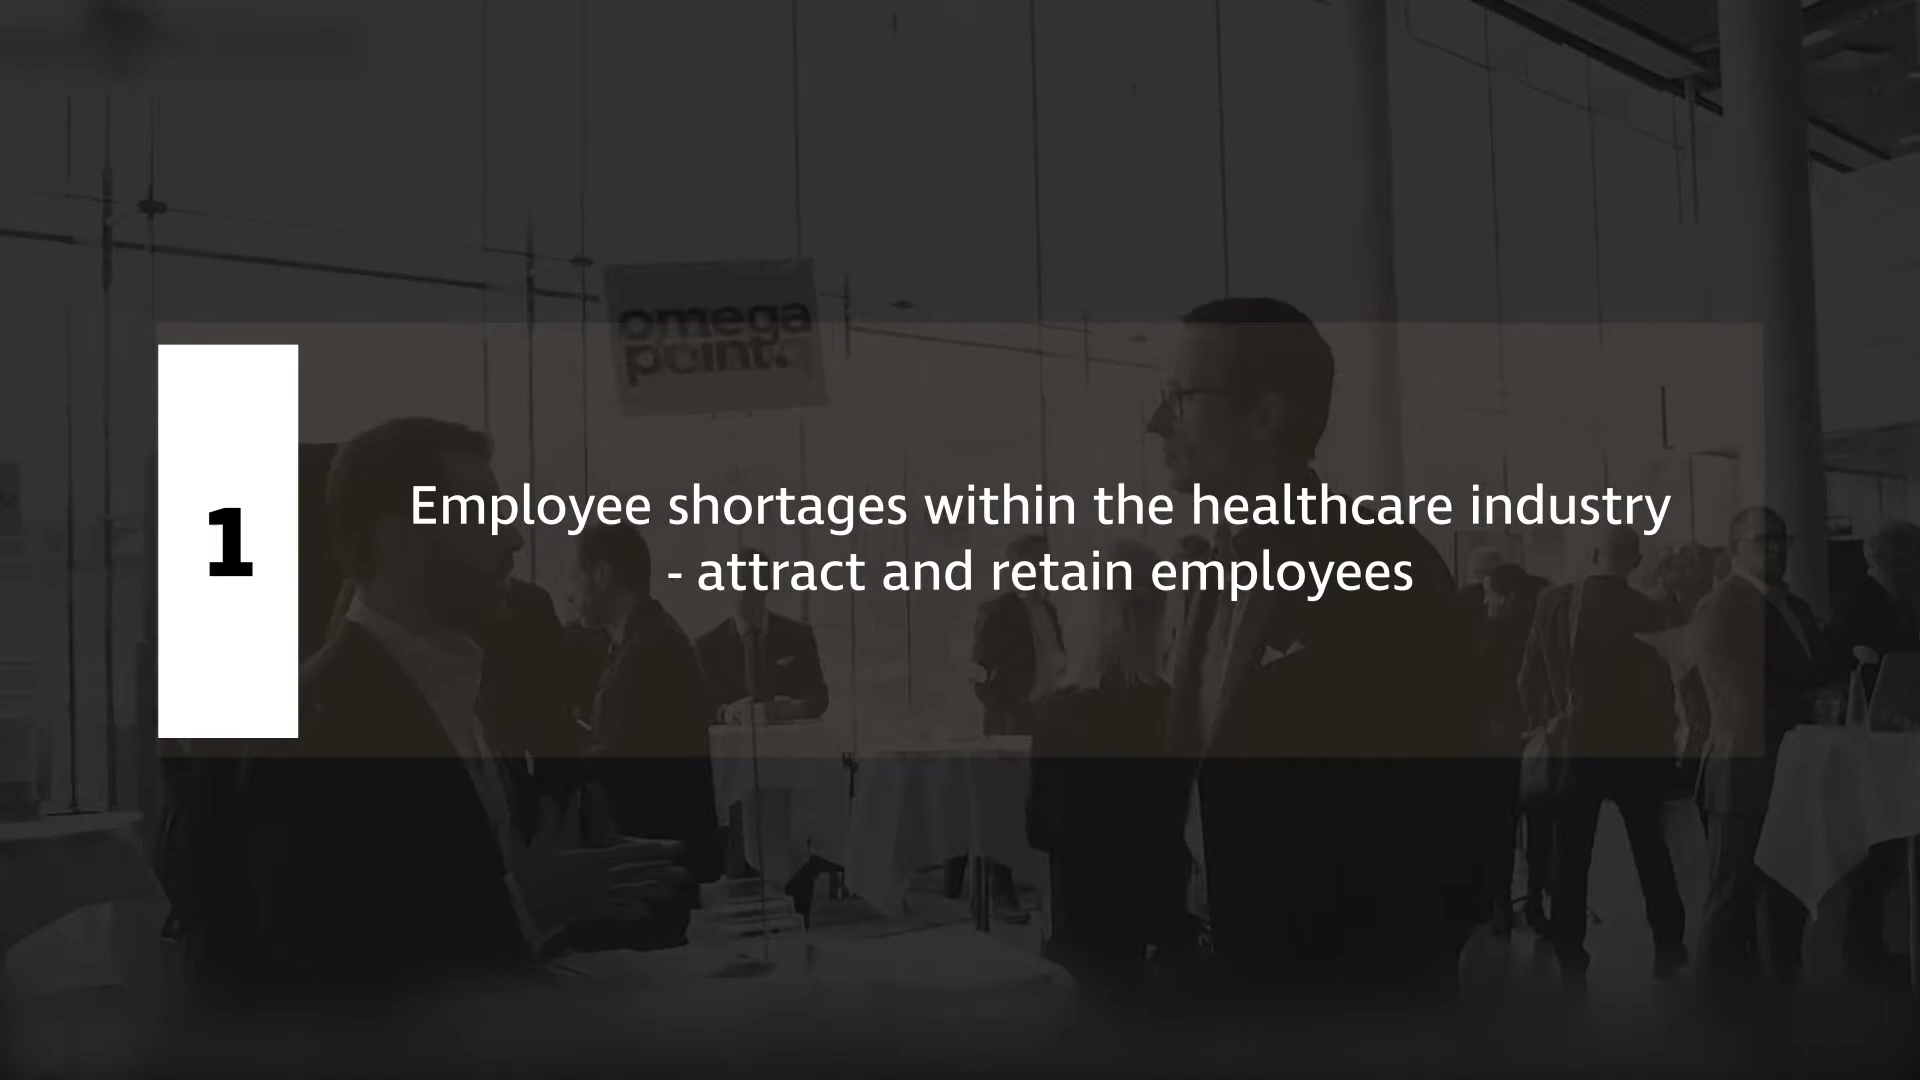 omega
point.
1
Employee shortages within the healthcare industry
- attract and retain employees